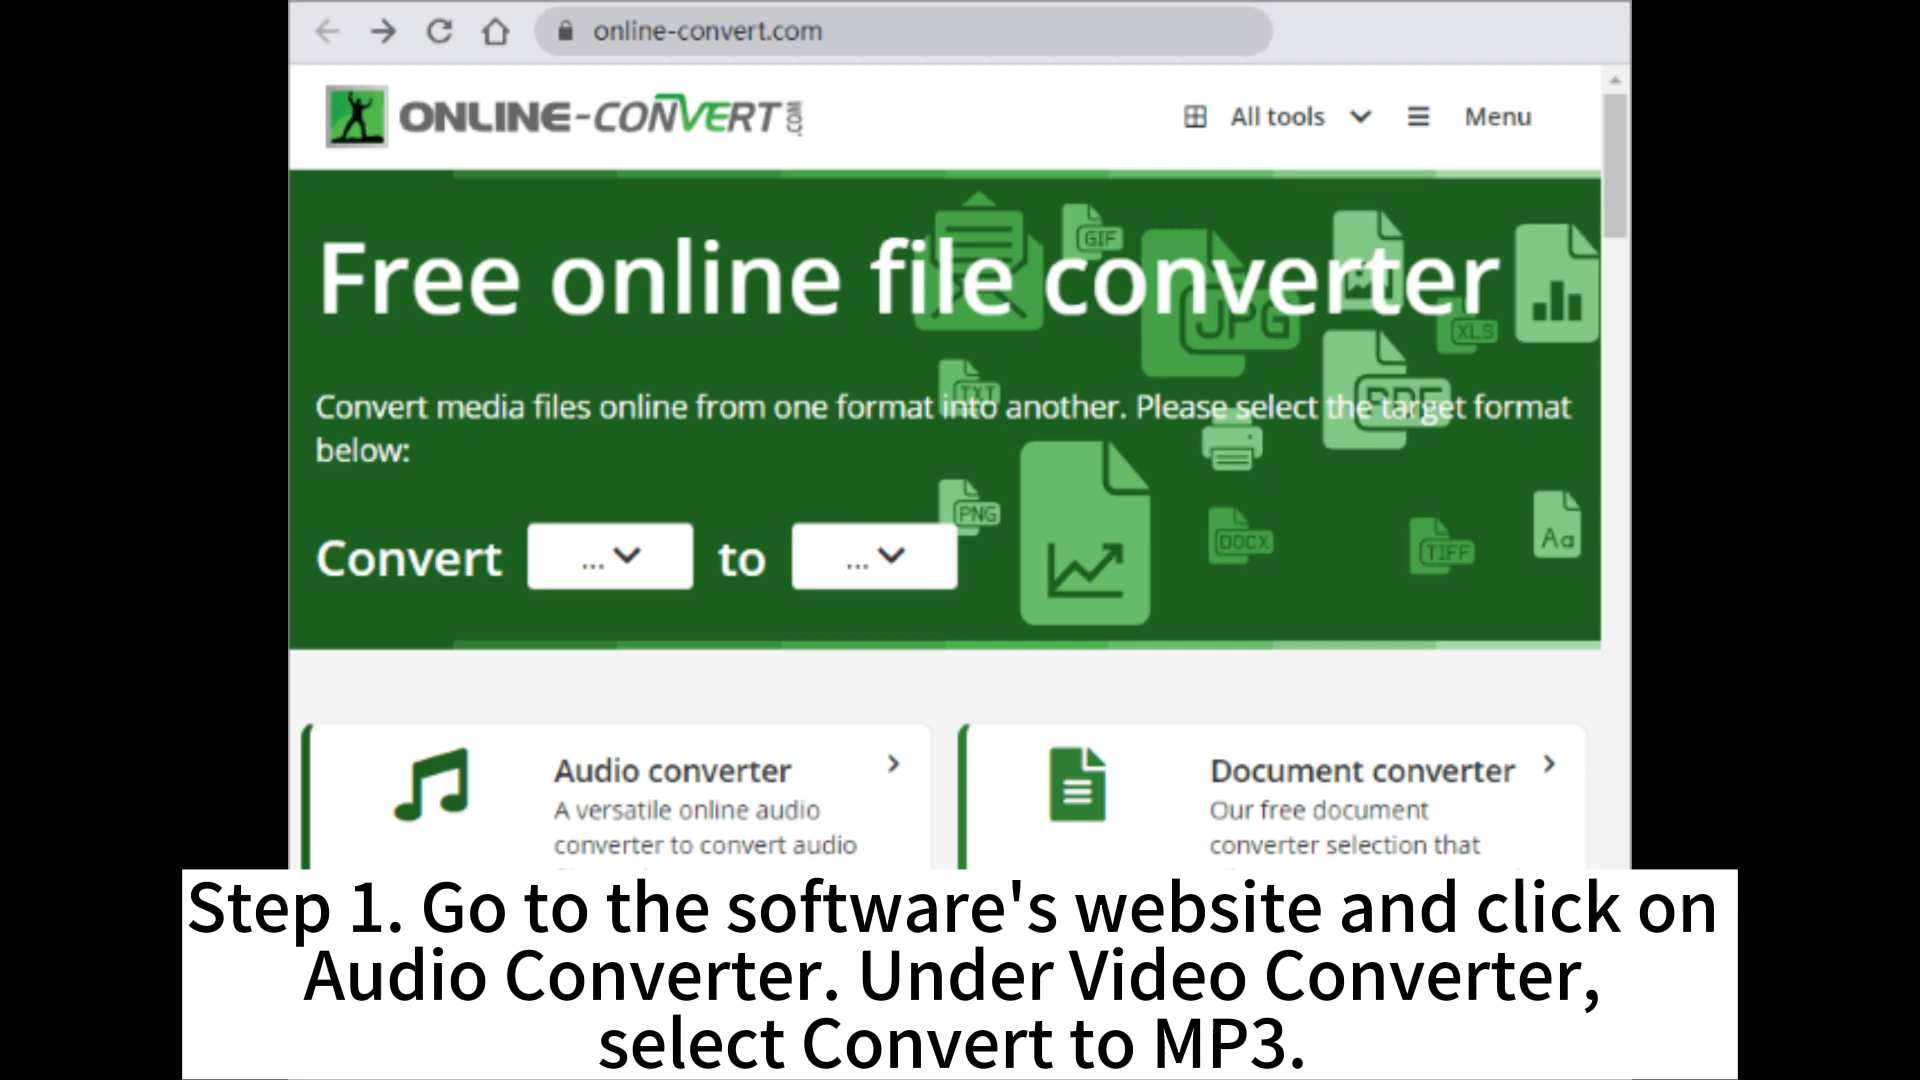 online-convert.com
ONLINE-CONVERT.COM
All tools
Menu
Free online file converter
GIF
JPG
XLS
TXT
PDF
Convert media files online from one format into another. Please select the target format
below:
PNG
DOCX
TIFF
Aa
Convert ... to ...
Audio converter
A versatile online audio
converter to convert audio
Document converter
Our free document
converter selection that
Step 1. Go to the software's website and click on
Audio Converter. Under Video Converter,
select Convert to MP3.